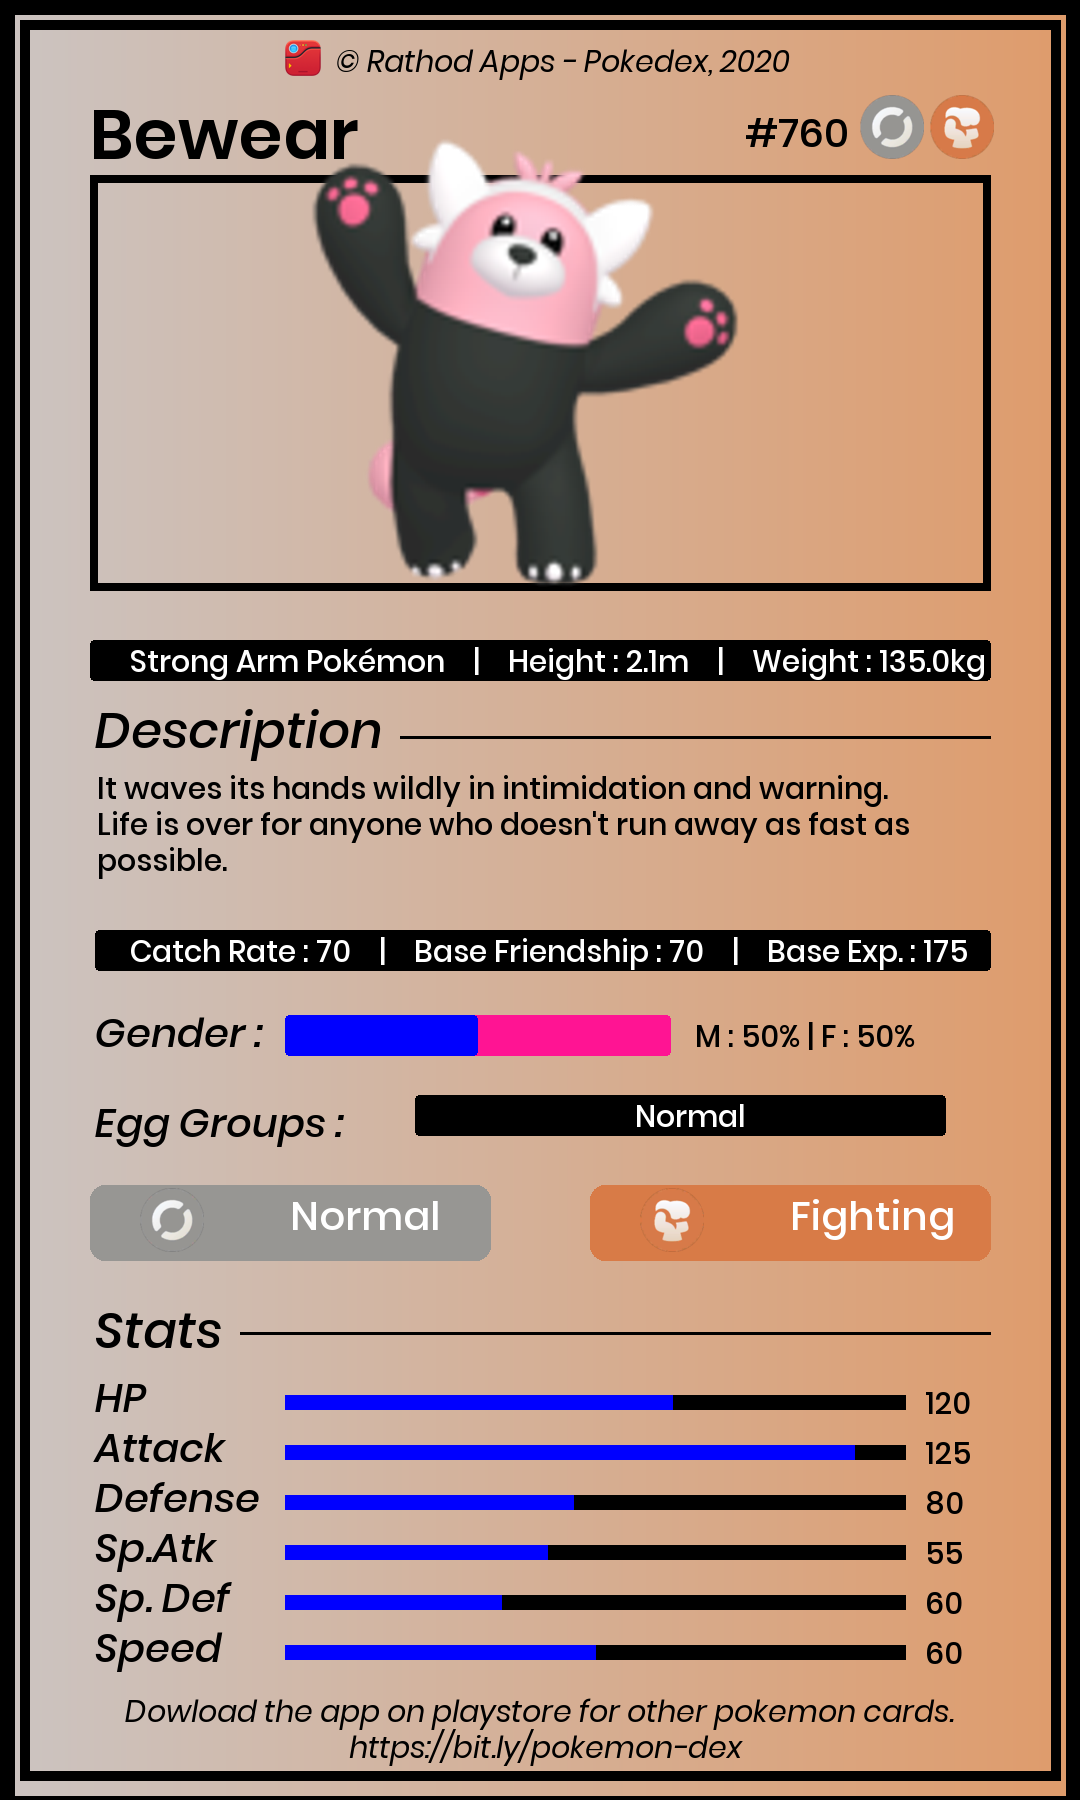 © Rathod Apps - Pokedex, 2020
Bewear #760
Strong Arm Pokémon | Height : 2.1m | Weight : 135.0kg
Description
It waves its hands wildly in intimidation and warning.
Life is over for anyone who doesn't run away as fast as
possible.
Catch Rate : 70 | Base Friendship : 70 | Base Exp. : 175
Gender : M : 50% | F : 50%
Egg Groups : Normal
Normal Fighting
Stats
HP 120
Attack 125
Defense 80
Sp.Atk 55
Sp. Def 60
Speed 60
Dowload the app on playstore for other pokemon cards.
https://bit.ly/pokemon-dex